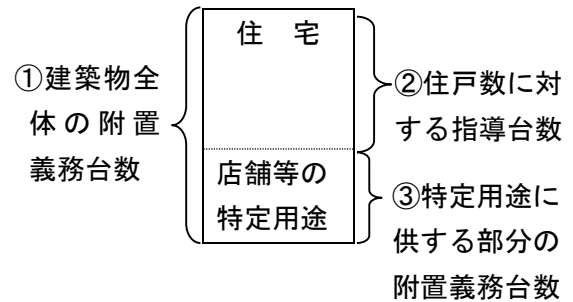 ①建築物全
体の附置
義務台数
住 宅
店舗等の
特定用途
②住戸数に対
する指導台数
③特定用途に
供する部分の
附置義務台数